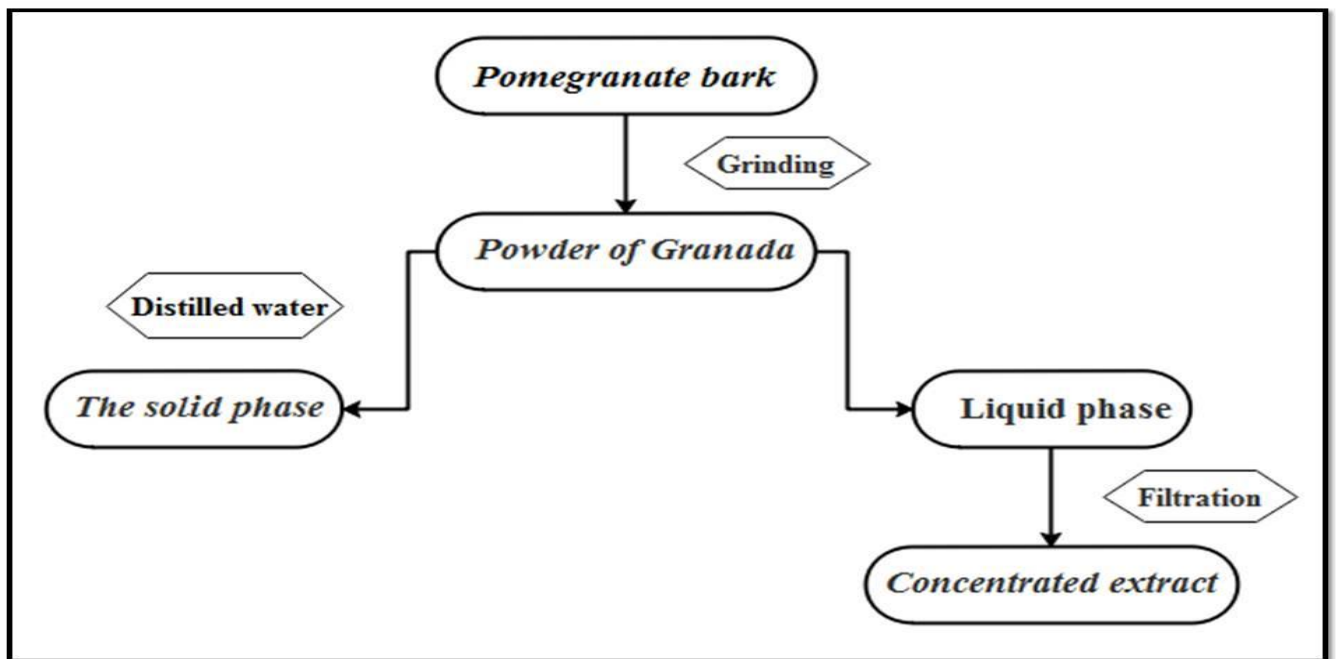 Pomegranate bark
Grinding
Powder of Granada
Distilled water
The solid phase
Liquid phase
Filtration
Concentrated extract